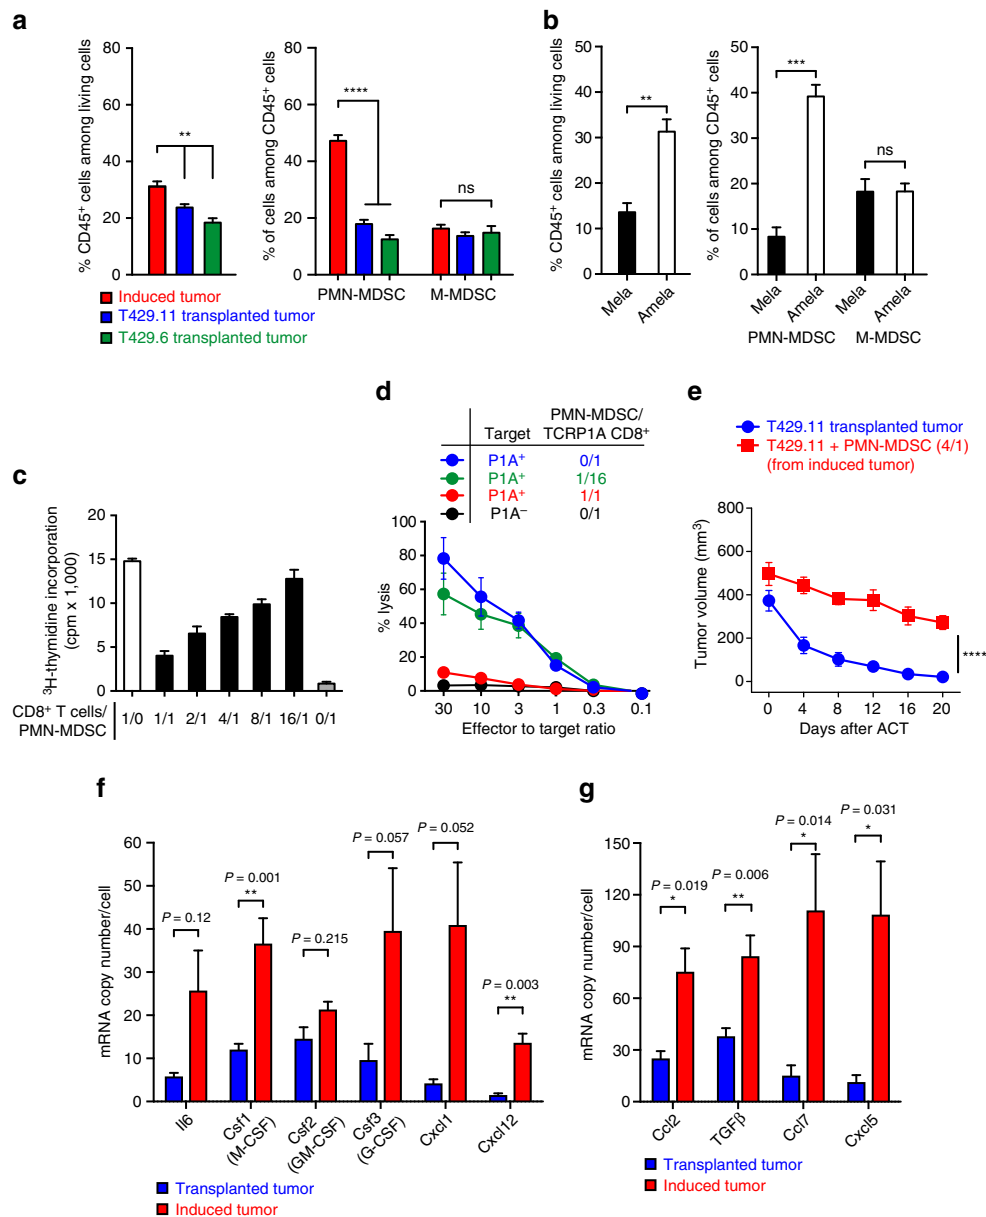 a
% CD45+ cells among living cells
80
60
40
20
0
**
% of cells among CD45+ cells
80
60
40
20
0
****
ns
PMN-MDSC
M-MDSC
Induced tumor
T429.11 transplanted tumor
T429.6 transplanted tumor
b
% CD45+ cells among living cells
50
40
30
20
10
0
**
Mela
Amela
% of cells among CD45+ cells
50
40
30
20
10
0
***
ns
Mela
Amela
Mela
Amela
PMN-MDSC
M-MDSC
c
³H-thymidine incorporation
(cpm x 1,000)
20
15
10
5
0
CD8+ T cells/
PMN-MDSC
1/0 1/1 2/1 4/1 8/1 16/1 0/1
d
PMN-MDSC/
Target TCRP1A CD8+
P1A+ 0/1
P1A+ 1/16
P1A+ 1/1
P1A− 0/1
% lysis
100
80
60
40
20
0
30 10 3 1 0.3 0.1
Effector to target ratio
e
T429.11 transplanted tumor
T429.11 + PMN-MDSC (4/1)
(from induced tumor)
Tumor volume (mm³)
800
600
400
200
0
****
0 4 8 12 16 20
Days after ACT
f
mRNA copy number/cell
60
50
40
30
20
10
0
P = 0.12
P = 0.001
**
P = 0.215
P = 0.057
P = 0.052
P = 0.003
**
Il6
Csf1
(M-CSF)
Csf2
(GM-CSF)
Csf3
(G-CSF)
Cxcl1
Cxcl12
Transplanted tumor
Induced tumor
g
mRNA copy number/cell
150
120
90
60
30
0
P = 0.019
*
P = 0.006
**
P = 0.014
*
P = 0.031
*
Ccl2
TGFβ
Ccl7
Cxcl5
Transplanted tumor
Induced tumor